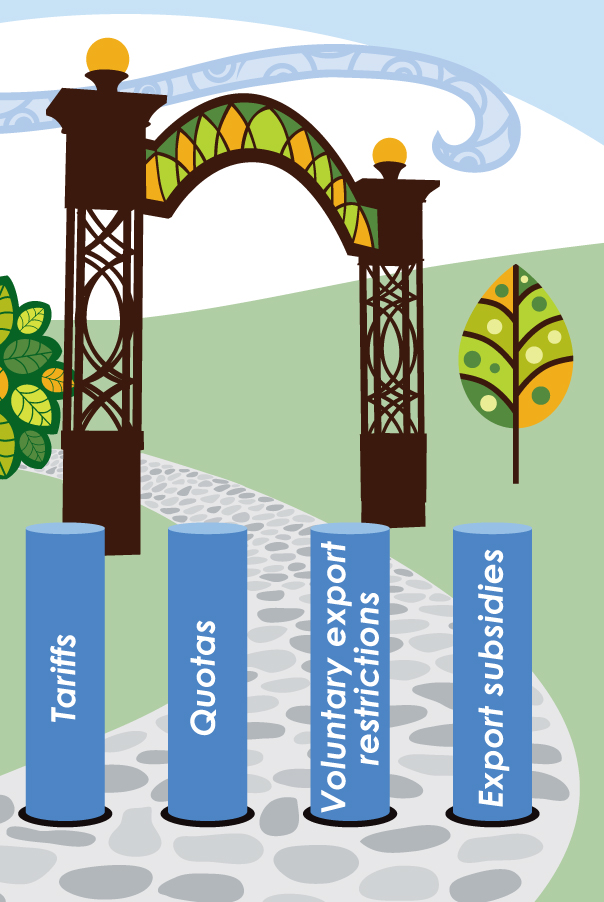 Tariffs
Quotas
Voluntary export
restrictions
Export subsidies